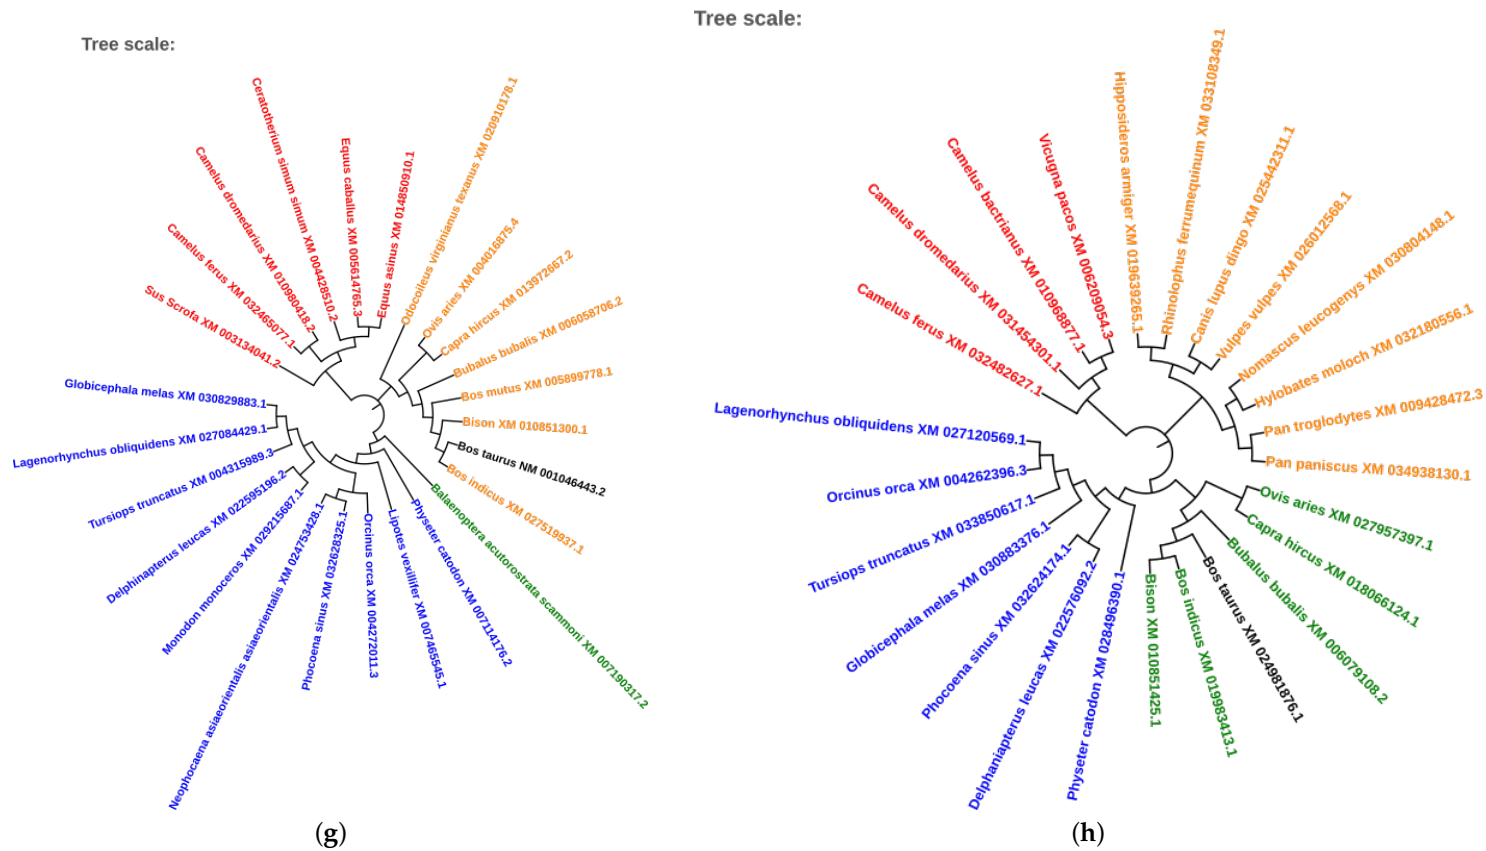 Tree scale:
Ceratotherium simum simum XM 004428510.2
Camelus dromedarius XM 010980418.2
Camelus ferus XM 032465077.1
Sus Scrofa XM 003134041.2
Equus caballus XM 005614765.3
Equus asinus XM 014850910.1
Odocoileus virginianus texanus XM 020910178.1
Ovis aries XM 004016875.4
Capra hircus XM 013972667.2
Bubalus bubalis XM 006058706.2
Bos mutus XM 005899778.1
Bison XM 010851300.1
Bos taurus NM 001046443.2
Bos indicus XM 027519937.1
Balaenoptera acutorostrata scammoni XM 007190317.2
Physeter catodon XM 007114176.2
Lipotes vexillifer XM 007465545.1
Orcinus orca XM 004272011.3
Phocoena sinus XM 032628325.1
Neophocaena asiaeorientalis asiaeorientalis XM 024753428.1
Monodon monoceros XM 029215687.1
Delphinapterus leucas XM 022595196.2
Tursiops truncatus XM 004315989.3
Lagenorhynchus obliquidens XM 027084429.1
Globicephala melas XM 030829883.1
(g)
Tree scale:
Hipposideros armiger XM 019639265.1
Rhinolophus ferrumequinum XM 033108349.1
Canis lupus dingo XM 025442311.1
Vulpes vulpes XM 026012568.1
Nomascus leucogenys XM 030804148.1
Hylobates moloch XM 032180556.1
Pan troglodytes XM 009428472.3
Pan paniscus XM 034938130.1
Ovis aries XM 027957397.1
Capra hircus XM 018066124.1
Bubalus bubalis XM 006079108.2
Bos taurus XM 024981876.1
Bos indicus XM 019983413.1
Bison XM 010851425.1
Physeter catodon XM 028496390.1
Delphaniapterus leucas XM 022576092.2
Phocoena sinus XM 032624174.1
Globicephala melas XM 030883376.1
Tursiops truncatus XM 033850617.1
Orcinus orca XM 004262396.3
Lagenorhynchus obliquidens XM 027120569.1
Camelus ferus XM 032482627.1
Camelus dromedarius XM 031454301.1
Camelus bactrianus XM 010968877.1
Vicugna pacos XM 006209054.3
(h)